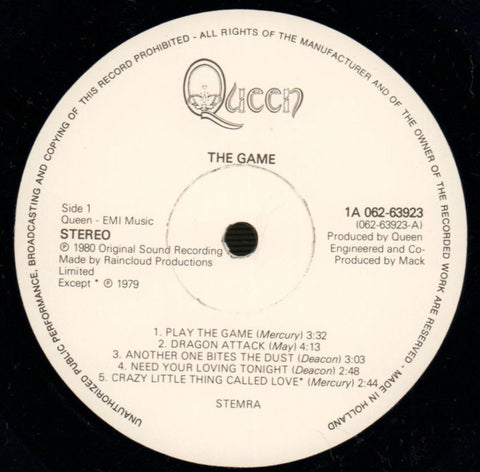 UNAUTHORIZED PUBLIC PERFORMANCE, BROADCASTING AND COPYING OF THIS RECORD PROHIBITED - ALL RIGHTS OF THE MANUFACTURER AND OF THE OWNER OF THE RECORDED WORK ARE RESERVED - MADE IN HOLLAND
Queen
THE GAME
Side 1
Queen - EMI Music
STEREO
℗ 1980 Original Sound Recording
Made by Raincloud Productions
Limited
Except * ℗ 1979
1A 062-63923
(062-63923-A)
Produced by Queen
Engineered and Co-
Produced by Mack
1. PLAY THE GAME (Mercury) 3:32
2. DRAGON ATTACK (May) 4:13
3. ANOTHER ONE BITES THE DUST (Deacon) 3:03
4. NEED YOUR LOVING TONIGHT (Deacon) 2:48
5. CRAZY LITTLE THING CALLED LOVE* (Mercury) 2:44
STEMRA